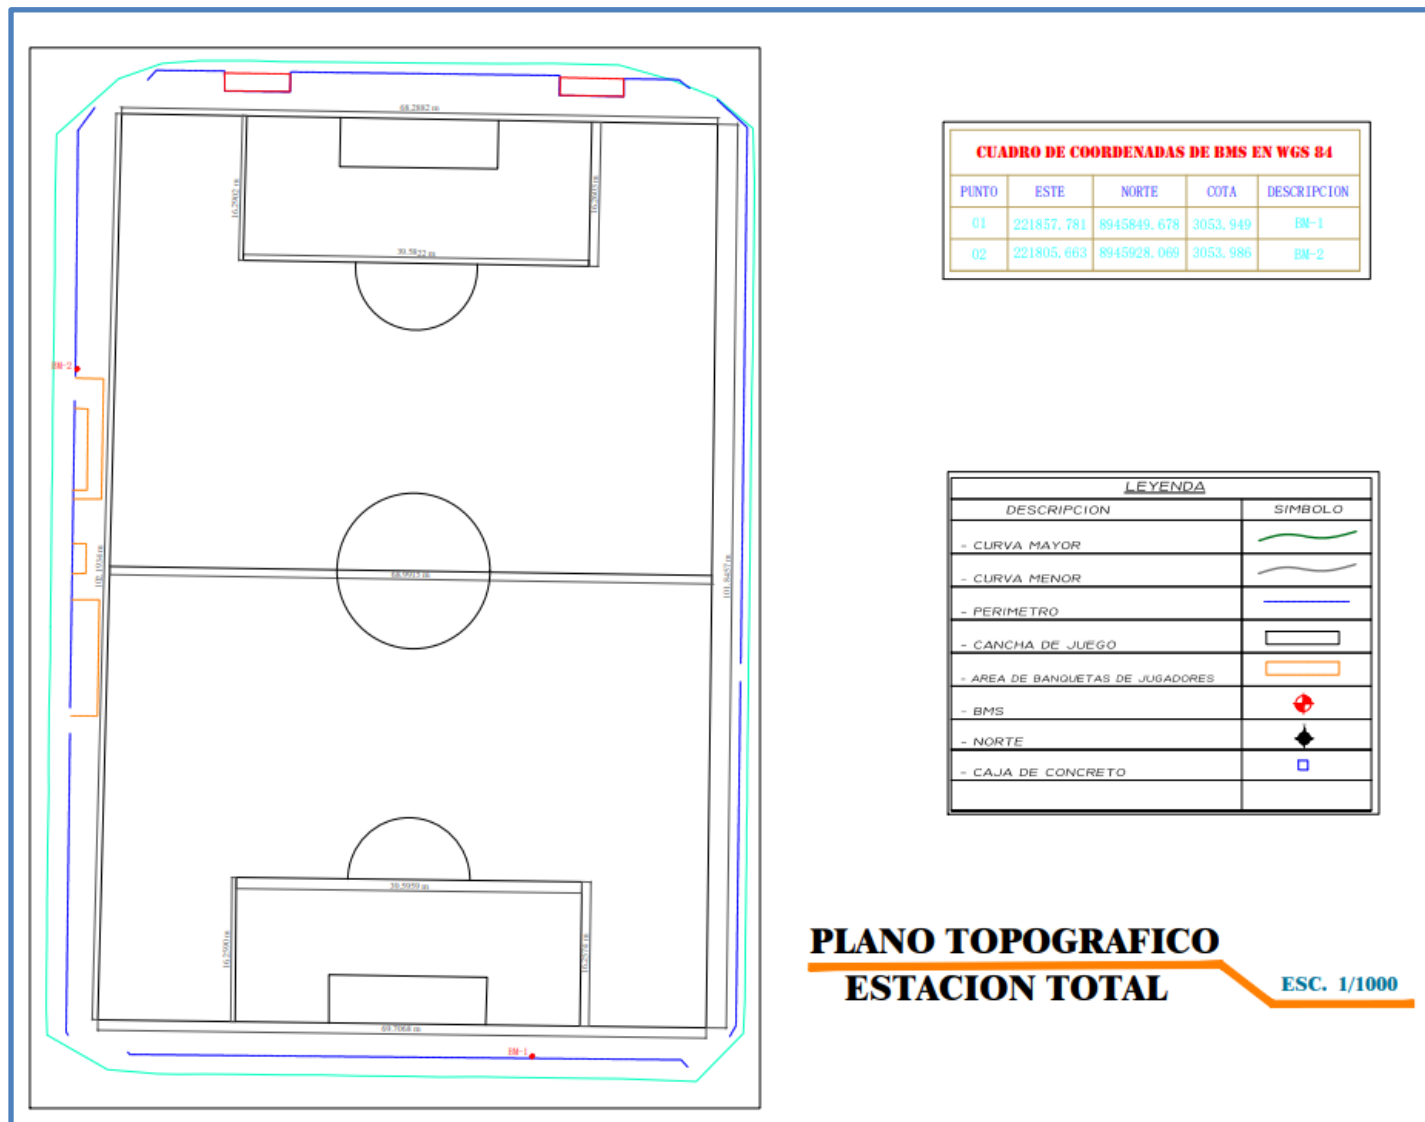 68.2882 m
16.2902 m
16.2603 m
39.5822 m
BM-2
102.1934 m
68.9915 m
101.8457 m
39.5959 m
16.2590 m
16.2574 m
69.7068 m
BM-1
CUADRO DE COORDENADAS DE BMS EN WGS 84
PUNTO ESTE NORTE COTA DESCRIPCION
01 221857.781 8945849.678 3053.949 BM-1
02 221805.663 8945928.069 3053.986 BM-2
LEYENDA
DESCRIPCION SIMBOLO
- CURVA MAYOR
- CURVA MENOR
- PERIMETRO
- CANCHA DE JUEGO
- AREA DE BANQUETAS DE JUGADORES
- BMS
- NORTE
- CAJA DE CONCRETO
PLANO TOPOGRAFICO
ESTACION TOTAL
ESC. 1/1000